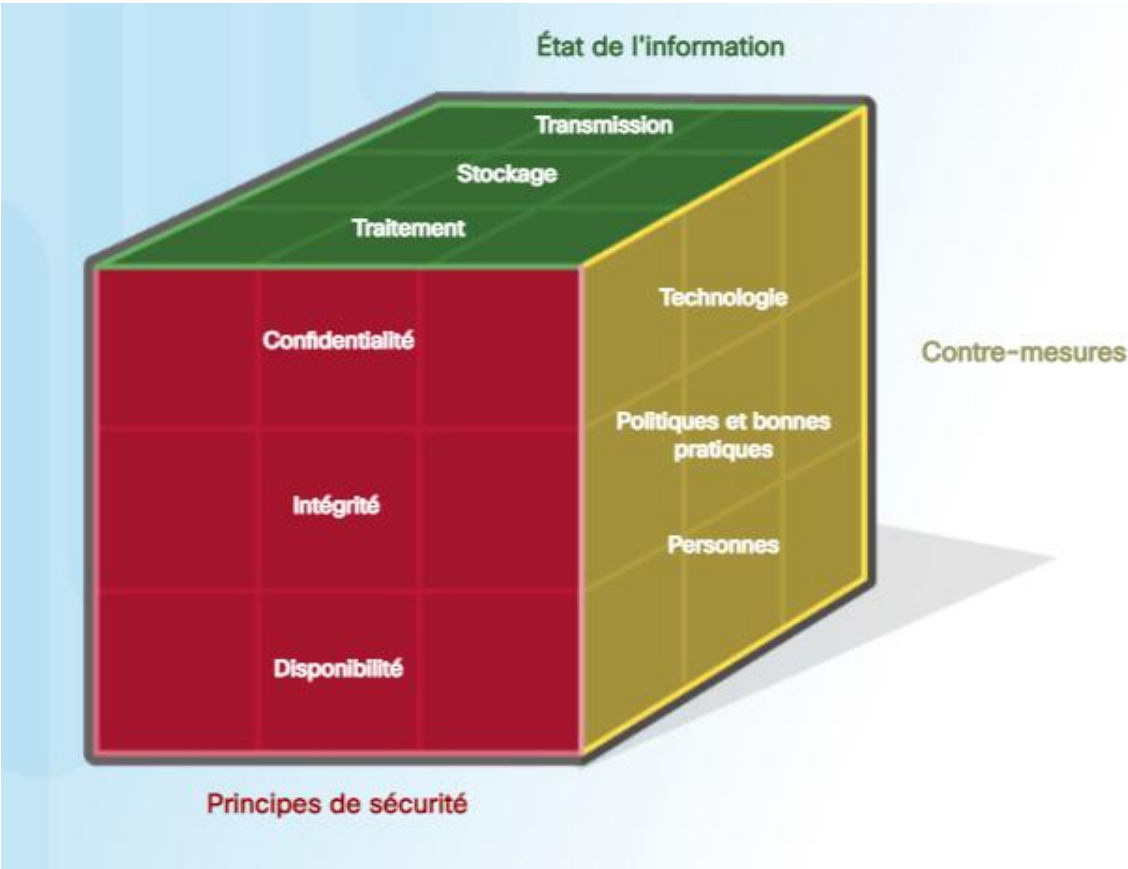 État de l'information
Transmission
Stockage
Traitement
Confidentialité
Intégrité
Disponibilité
Technologie
Politiques et bonnes
pratiques
Personnes
Contre-mesures
Principes de sécurité